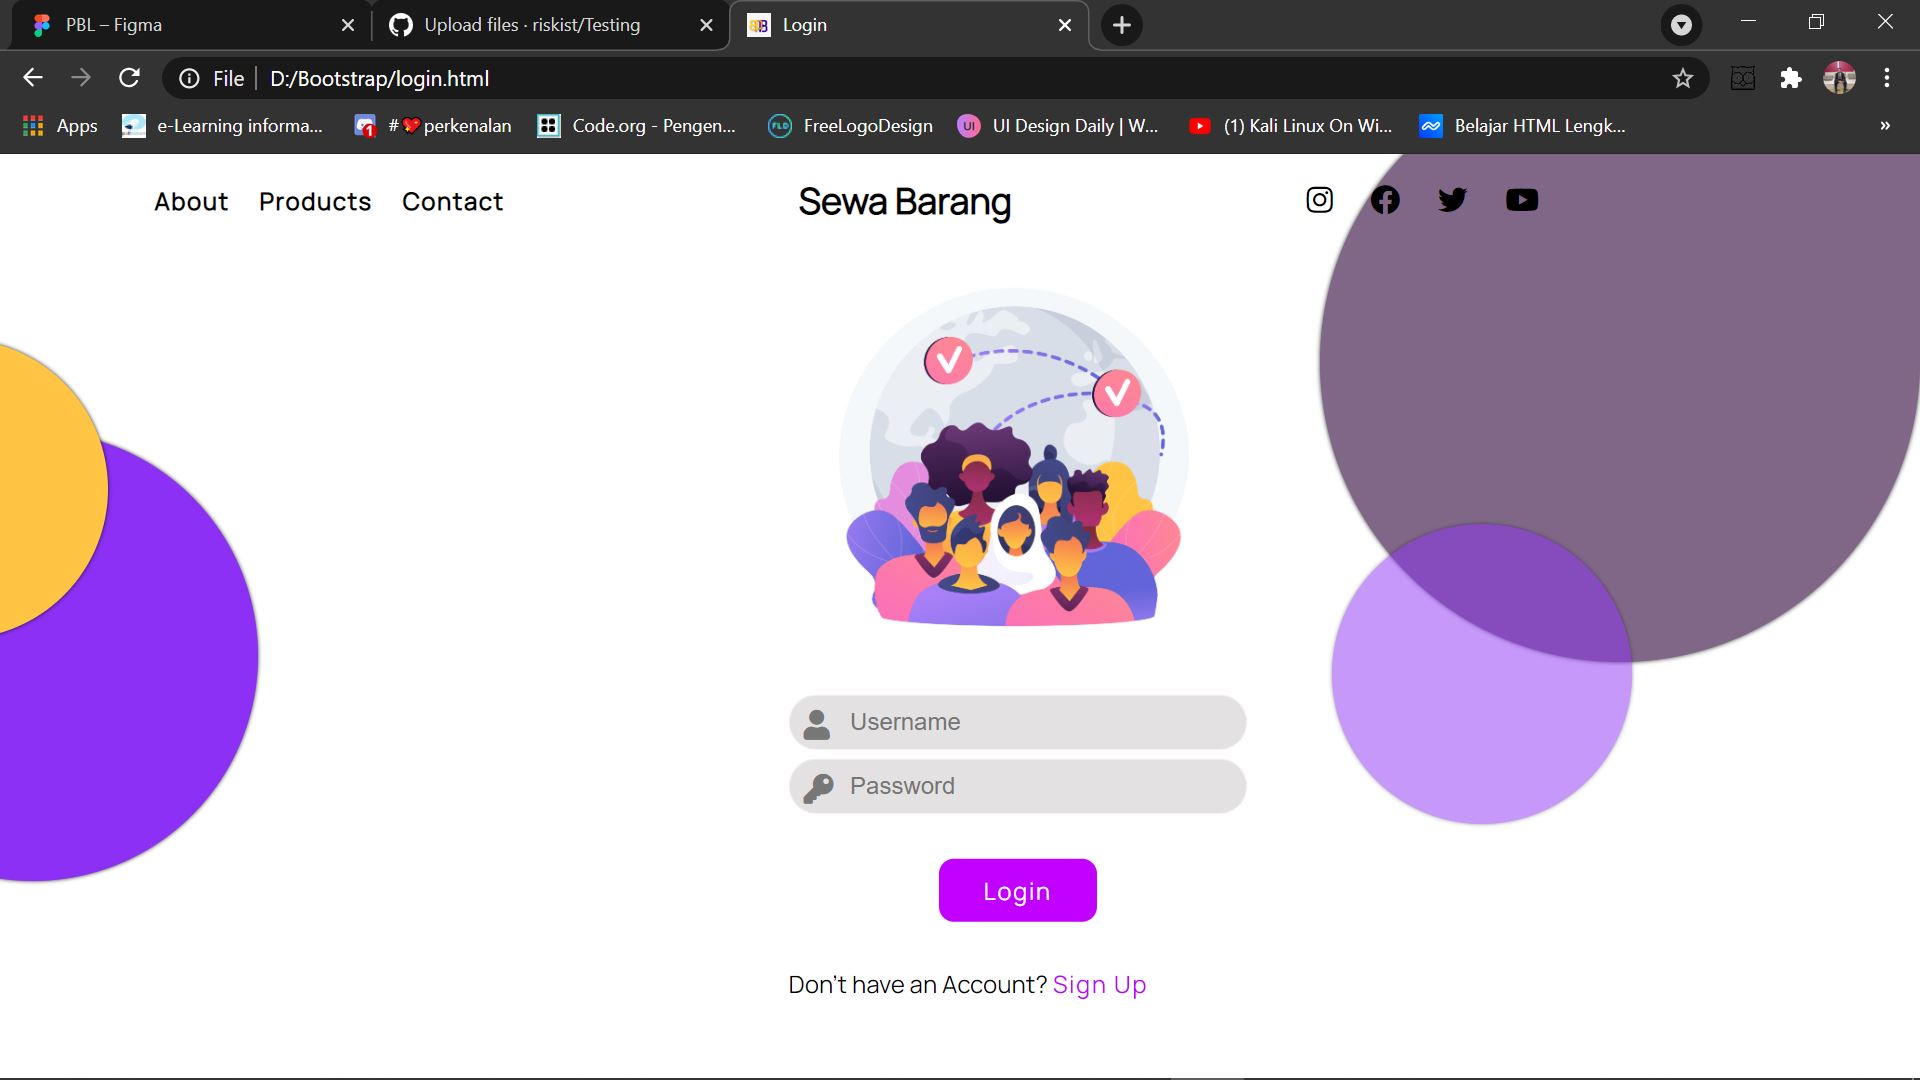 PBL – Figma
Upload files · riskist/Testing
Login
File
D:/Bootstrap/login.html
Apps
e-Learning informa...
#💖perkenalan
Code.org - Pengen...
FLD
FreeLogoDesign
UI
UI Design Daily | W...
(1) Kali Linux On Wi...
Belajar HTML Lengk...
»
About
Products
Contact
Sewa Barang
Username
Password
Login
Don't have an Account? Sign Up